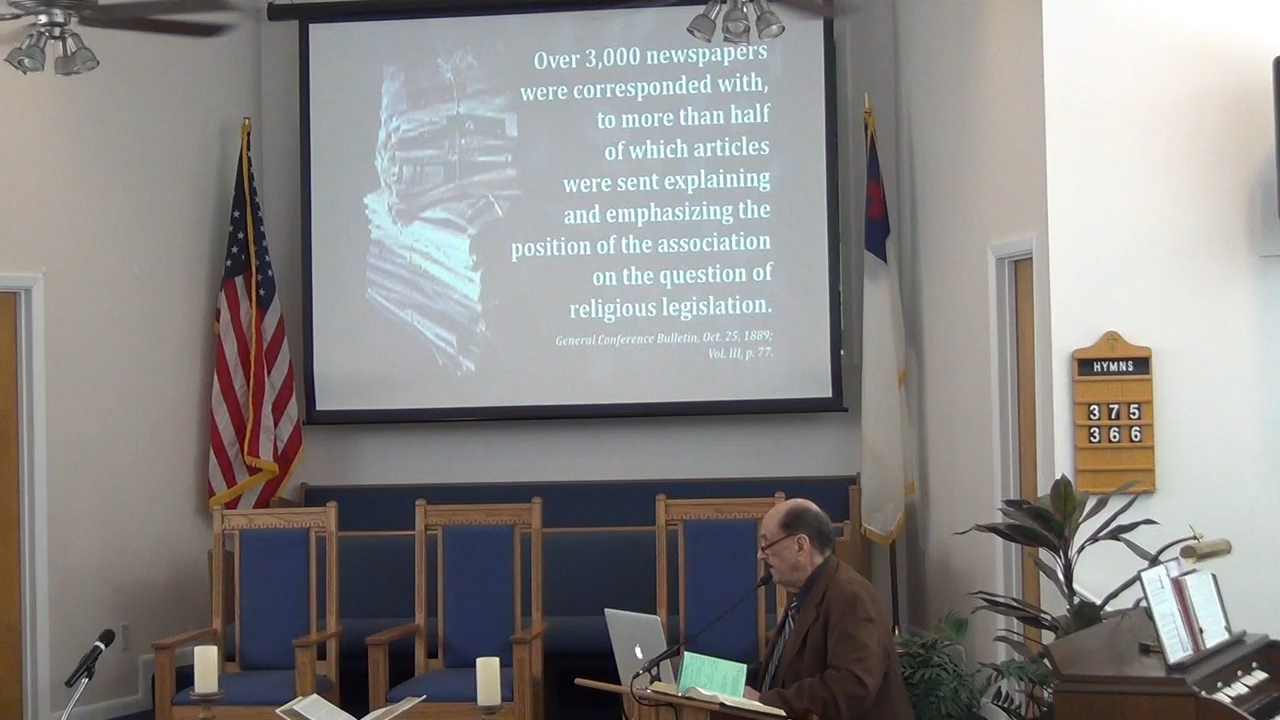 Over 3,000 newspapers
were corresponded with,
to more than half
of which articles
were sent explaining
and emphasizing the
position of the association
on the question of
religious legislation.
General Conference Bulletin, Oct. 25, 1889;
Vol. III, p. 77.
HYMNS
375
366